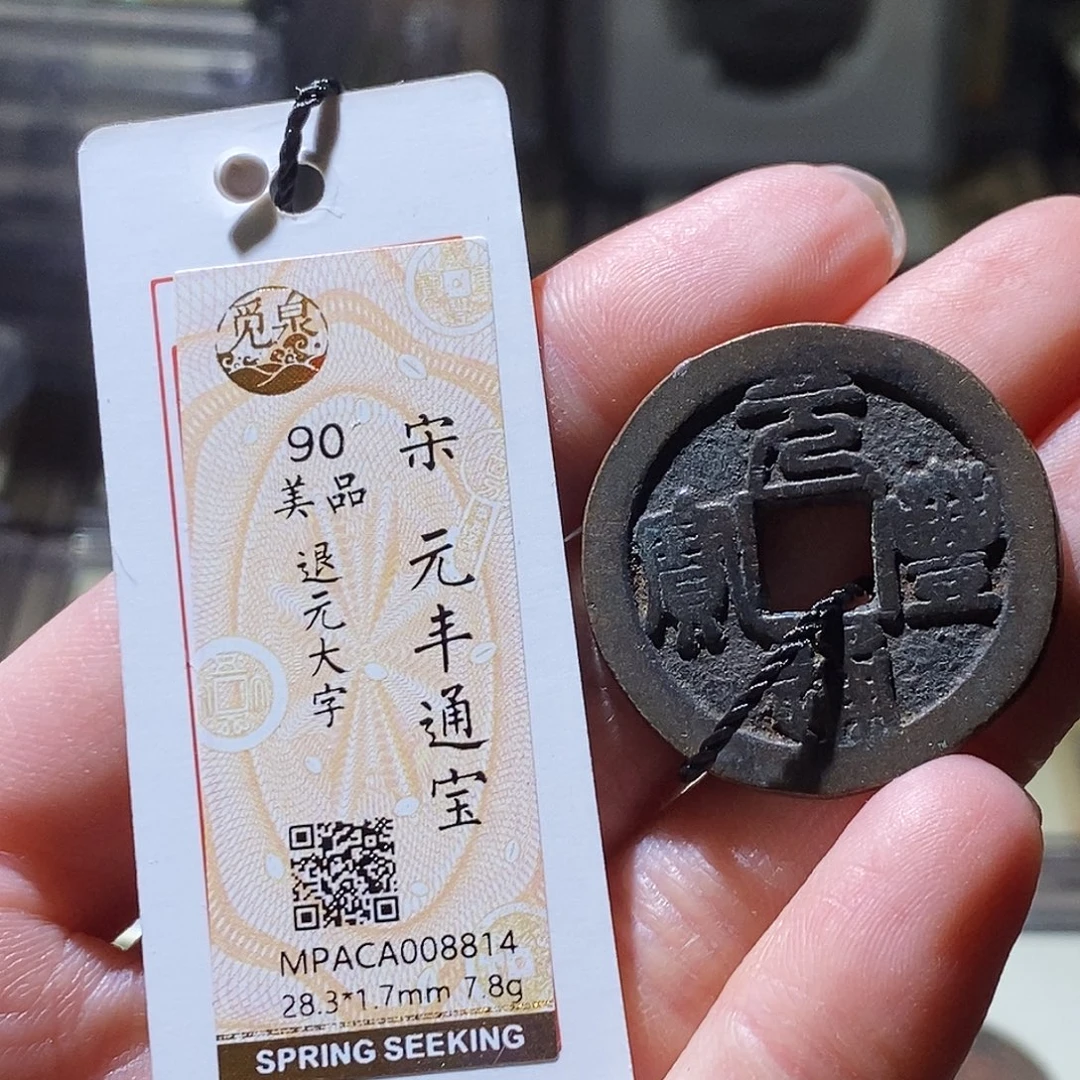 觅泉
宋 元丰通宝
90
美品
退元大字
MPACA008814
28.3*1.7mm 7.8g
SPRING SEEKING
元豐通寶